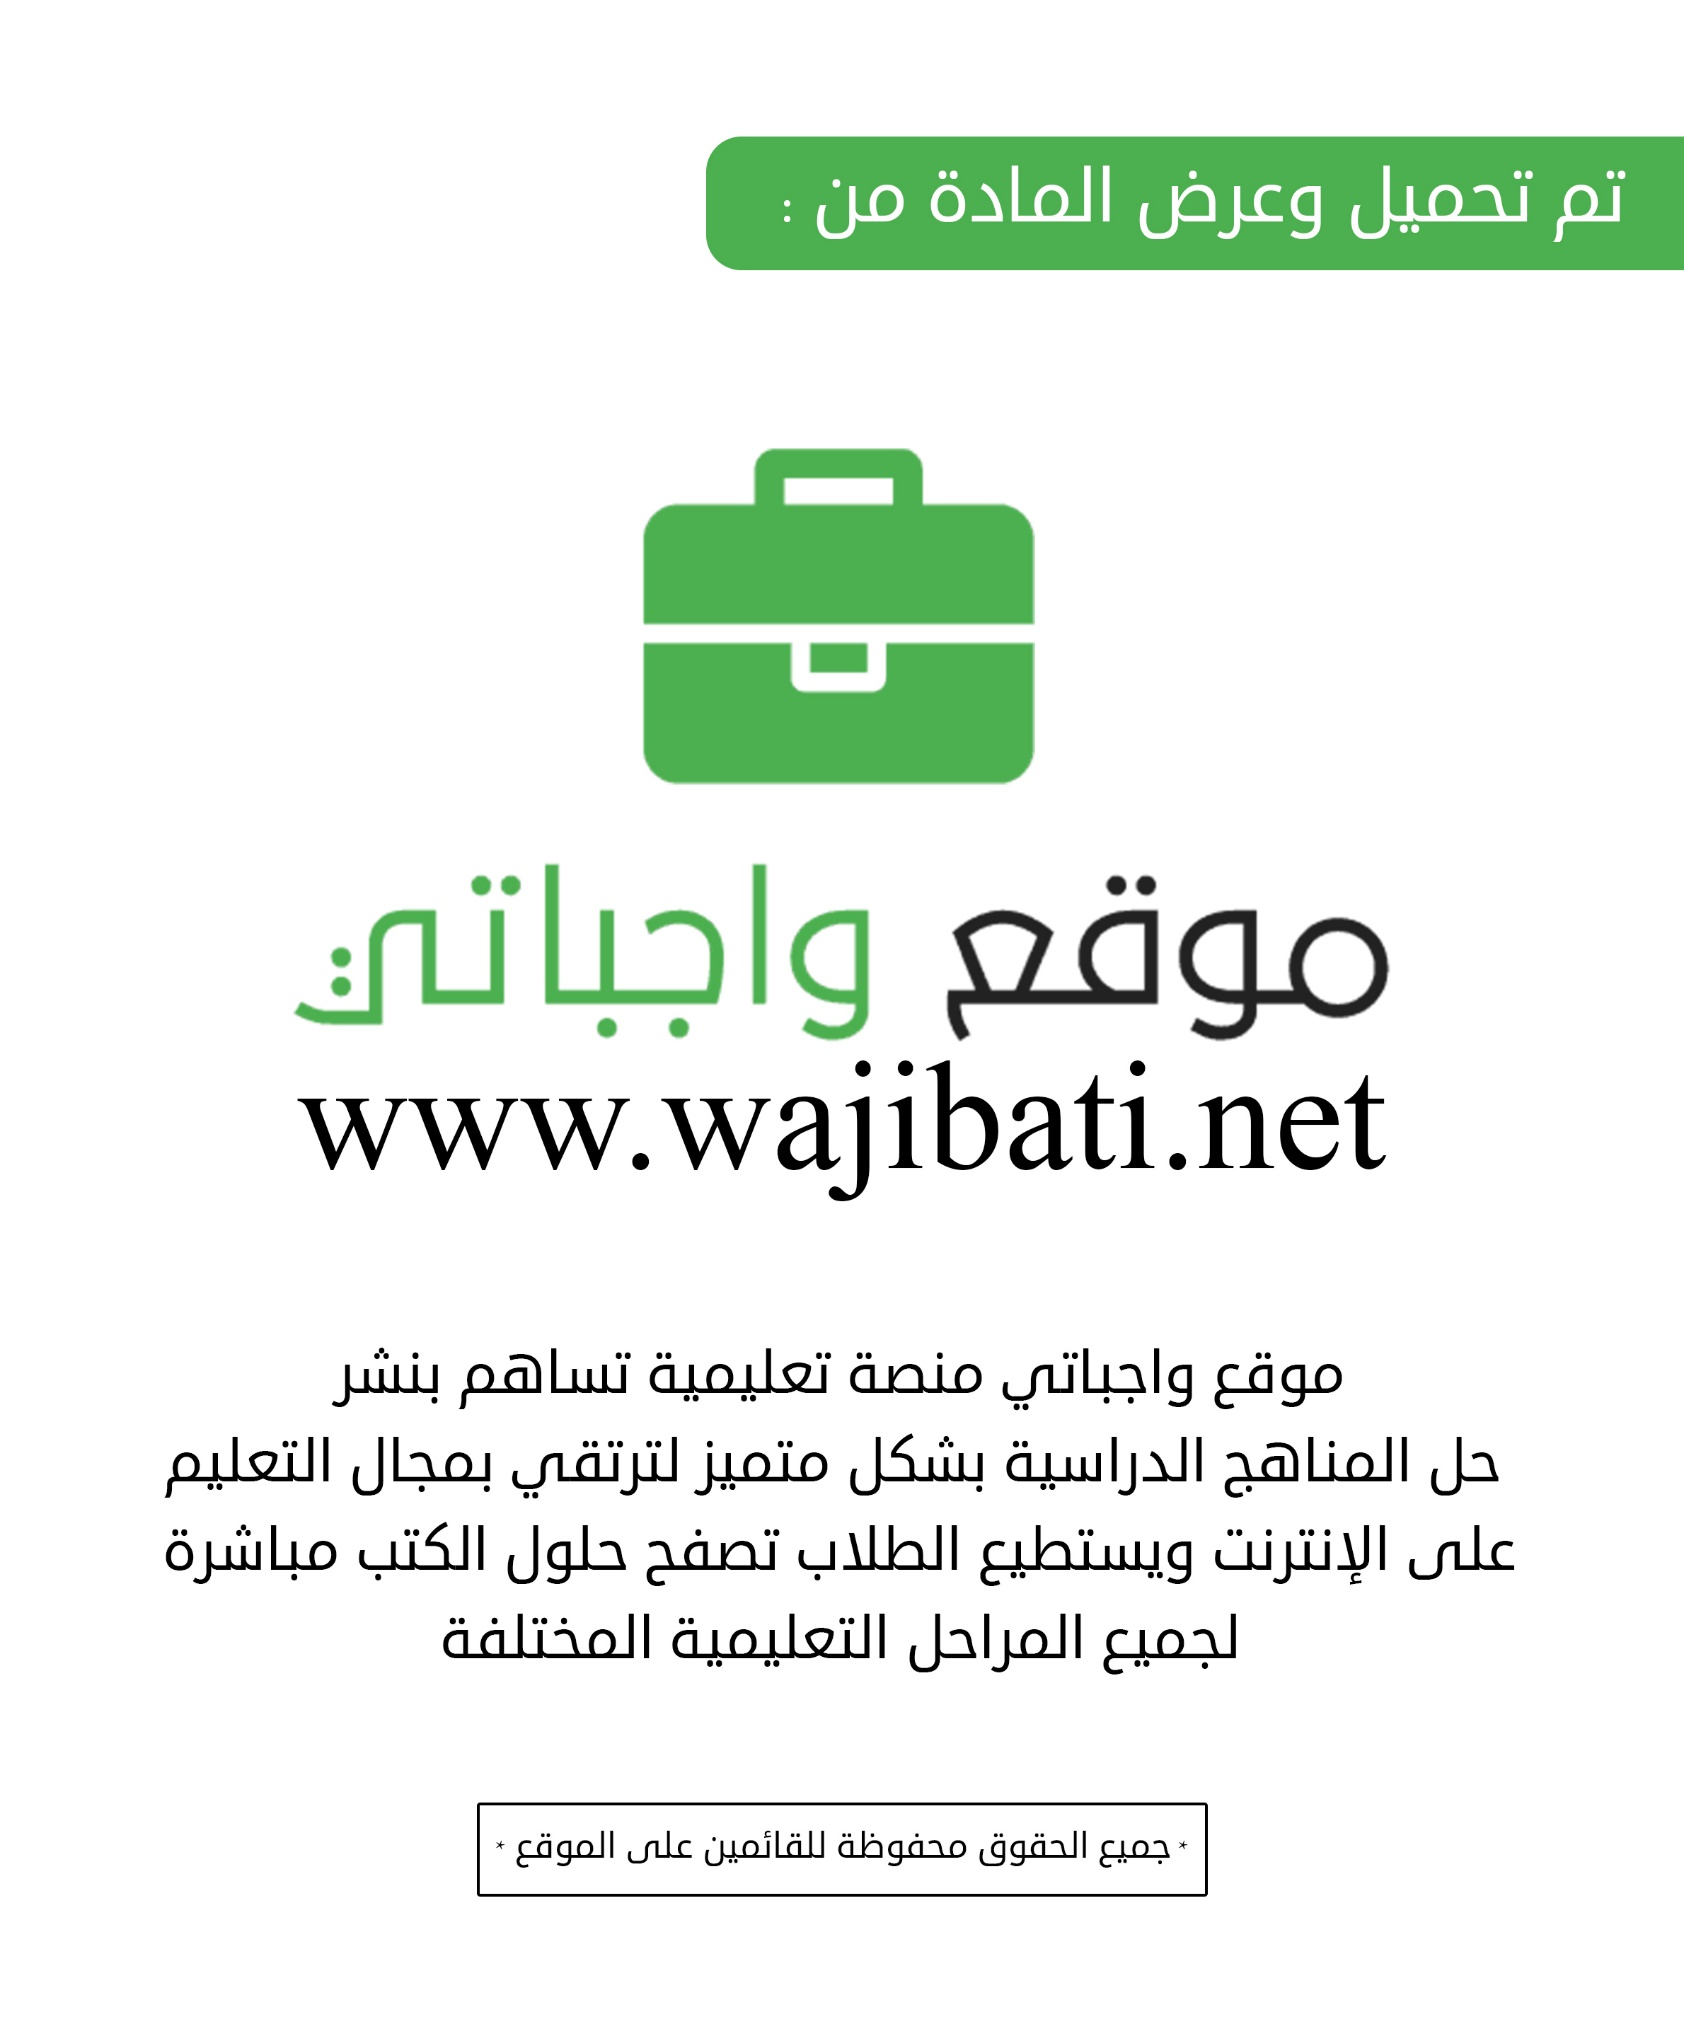 تم تحميل وعرض المادة من :
موقع واجباتي
www.wajibati.net
موقع واجباتي منصة تعليمية تساهم بنشر
حل المناهج الدراسية بشكل متميز لترتقي بمجال التعليم
على الإنترنت ويستطيع الطلاب تصفح حلول الكتب مباشرة
لجميع المراحل التعليمية المختلفة
* جميع الحقوق محفوظة للقائمين على الموقع *